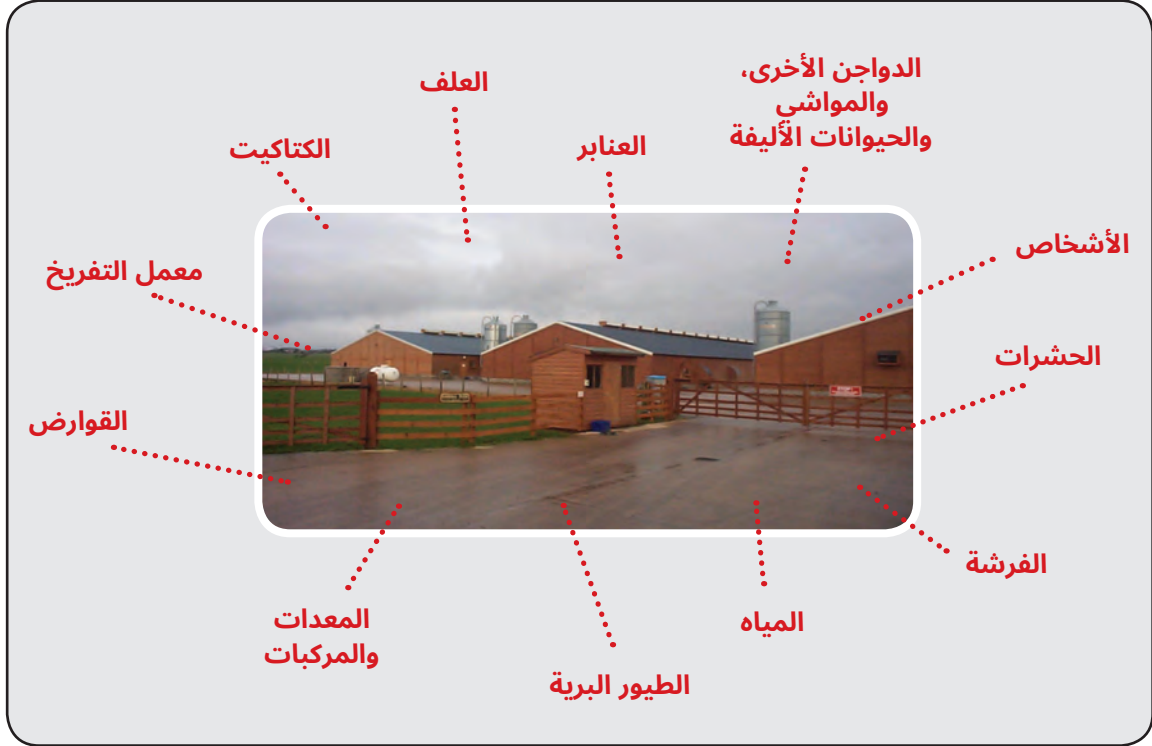 الدواجن الأخرى،
والمواشي
والحيوانات الأليفة
العلف
العنابر
الكتاكيت
الأشخاص
معمل التفريخ
الحشرات
القوارض
الفرشة
المياه
المعدات
والمركبات
الطيور البرية